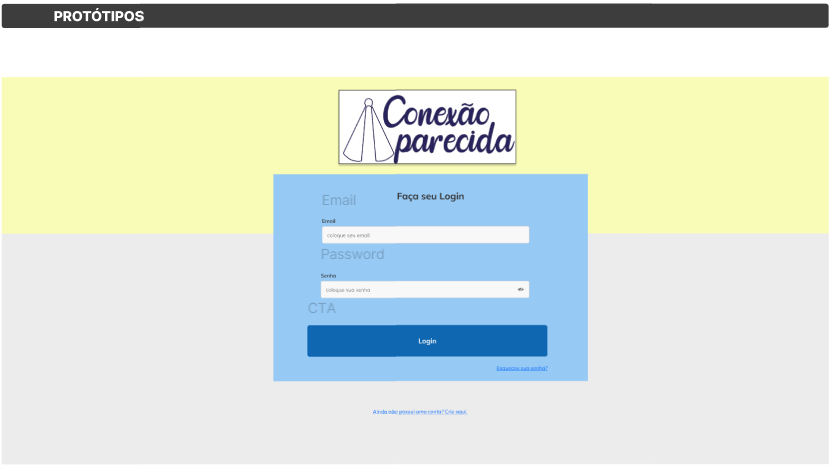 PROTÓTIPOS
Conexão
parecida
Faça seu Login
Email
Email
coloque seu email
Password
Senha
coloque sua senha
CTA
Login
Esqueceu sua senha?
Ainda não possui uma conta? Crie aqui.